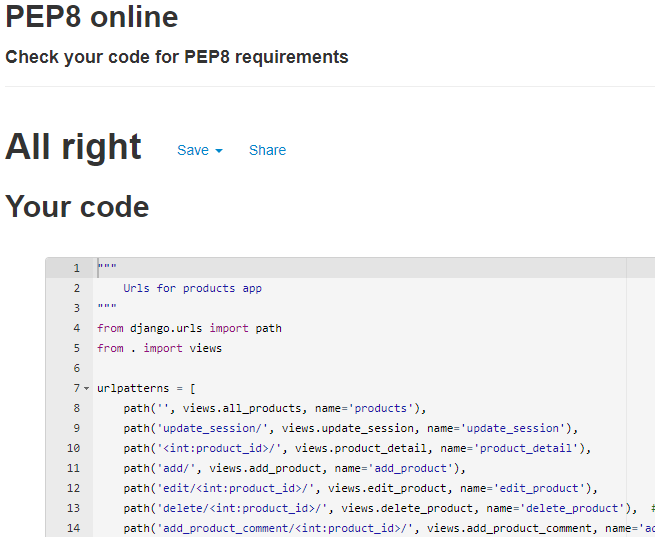 PEP8 online
Check your code for PEP8 requirements
All right Save Share
Your code
1 """
2 Urls for products app
3 """
4 from django.urls import path
5 from . import views
6
7 urlpatterns = [
8 path('', views.all_products, name='products'),
9 path('update_session/', views.update_session, name='update_session'),
10 path('<int:product_id>/', views.product_detail, name='product_detail'),
11 path('add/', views.add_product, name='add_product'),
12 path('edit/<int:product_id>/', views.edit_product, name='edit_product'),
13 path('delete/<int:product_id>/', views.delete_product, name='delete_product'), #
14 path('add_product_comment/<int:product_id>/', views.add_product_comment, name='ad